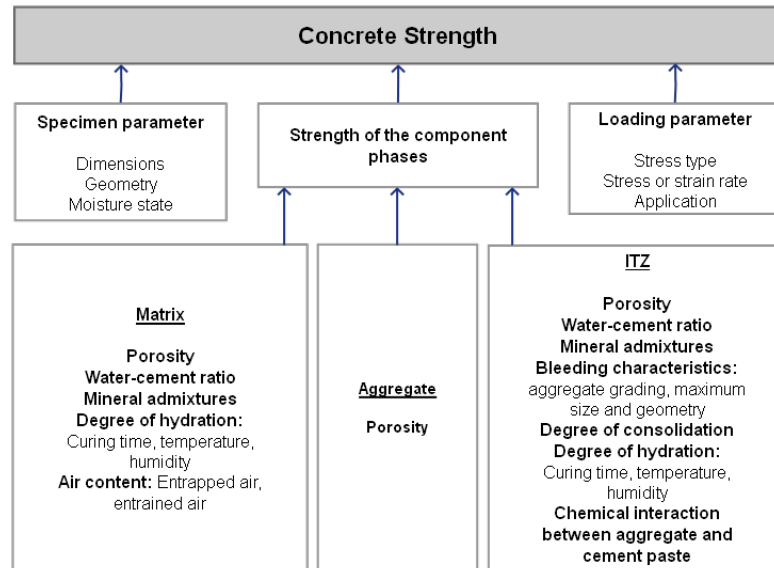 Concrete Strength
Specimen parameter
Dimensions
Geometry
Moisture state
Strength of the component
phases
Loading parameter
Stress type
Stress or strain rate
Application
Matrix
Porosity
Water-cement ratio
Mineral admixtures
Degree of hydration:
Curing time, temperature,
humidity
Air content: Entrapped air,
entrained air
Aggregate
Porosity
ITZ
Porosity
Water-cement ratio
Mineral admixtures
Bleeding characteristics:
aggregate grading, maximum
size and geometry
Degree of consolidation
Degree of hydration:
Curing time, temperature,
humidity
Chemical interaction
between aggregate and
cement paste